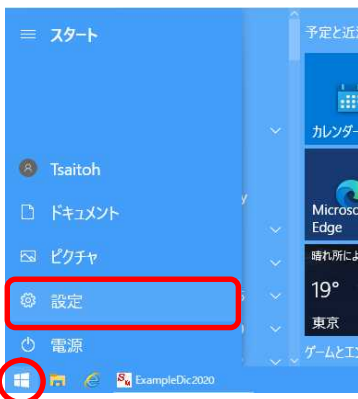 スタート
予定と近
カレンダー
Tsaitoh
ドキュメント
Microso
Edge
ピクチャ
晴れ所によ
設定
19°
東京
電源
ゲームとエン
ExampleDic2020